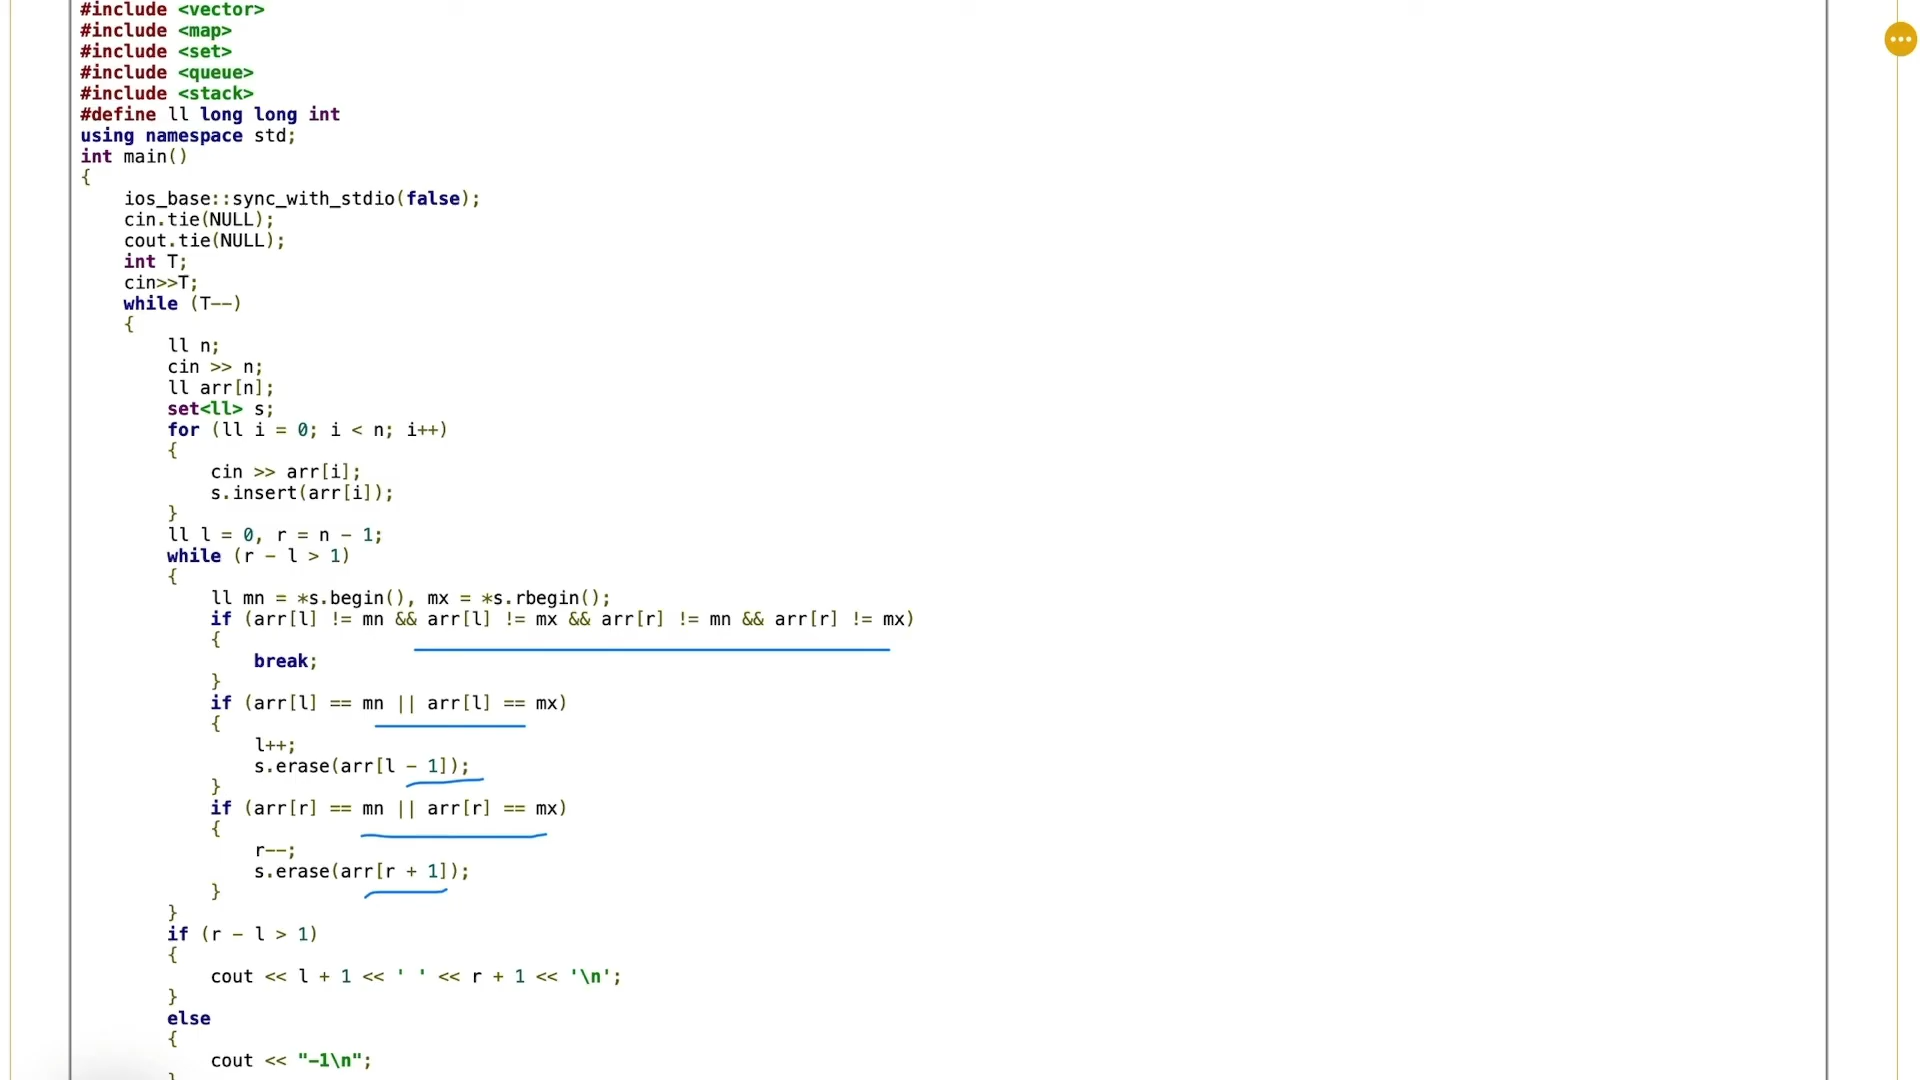 #include <vector>
#include <map>
#include <set>
#include <queue>
#include <stack>
#define ll long long int
using namespace std;
int main()
{
    ios_base::sync_with_stdio(false);
    cin.tie(NULL);
    cout.tie(NULL);
    int T;
    cin>>T;
    while (T--)
    {
        ll n;
        cin >> n;
        ll arr[n];
        set<ll> s;
        for (ll i = 0; i < n; i++)
        {
            cin >> arr[i];
            s.insert(arr[i]);
        }
        ll l = 0, r = n - 1;
        while (r - l > 1)
        {
            ll mn = *s.begin(), mx = *s.rbegin();
            if (arr[l] != mn && arr[l] != mx && arr[r] != mn && arr[r] != mx)
            {
                break;
            }
            if (arr[l] == mn || arr[l] == mx)
            {
                l++;
                s.erase(arr[l - 1]);
            }
            if (arr[r] == mn || arr[r] == mx)
            {
                r--;
                s.erase(arr[r + 1]);
            }
        }
        if (r - l > 1)
        {
            cout << l + 1 << ' ' << r + 1 << '\n';
        }
        else
        {
            cout << "-1\n";